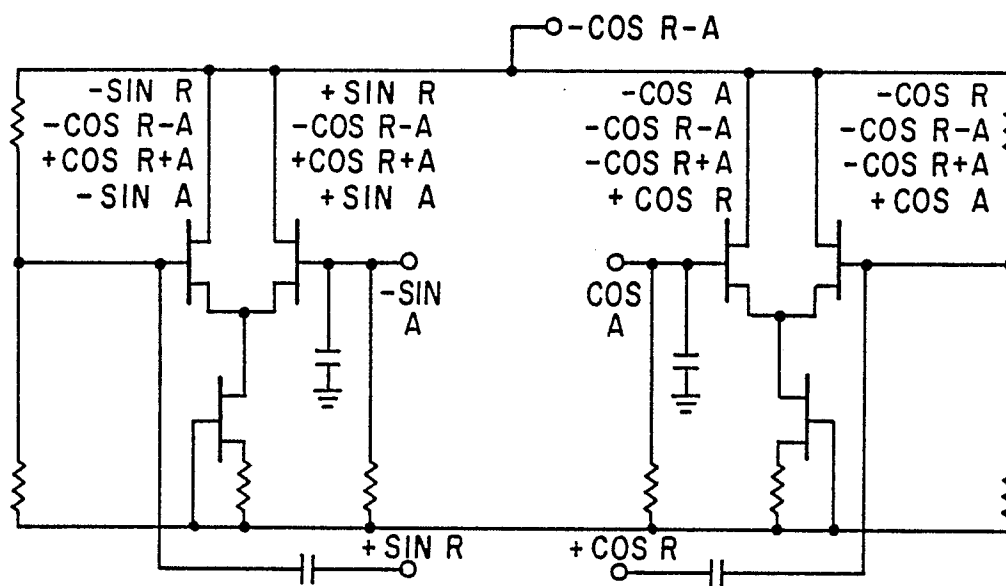 -COS R-A
-SIN R
-COS R-A
+COS R+A
-SIN A
+SIN R
-COS R-A
+COS R+A
+SIN A
-COS A
-COS R-A
-COS R+A
+COS R
-COS R
-COS R-A
-COS R+A
+COS A
-SIN
A
COS
A
+SIN R
+COS R